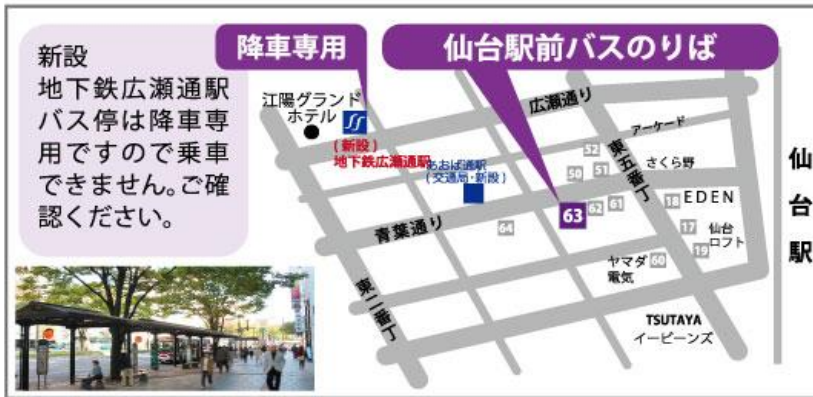 新設
地下鉄広瀬通駅
バス停は降車専
用ですので乗車
できません。ご確
認ください。
降車専用
仙台駅前バスのりば
江陽グランド
ホテル
(新設)
地下鉄広瀬通駅
あおば通駅
(交通局・新設)
広瀬通り
アーケード
東五番丁
さくら野
52
51
50
63
62
61
64
青葉通り
18
EDEN
17
仙台
ロフト
19
ヤマダ
電気
60
東二番丁
TSUTAYA
イービーンズ
仙
台
駅